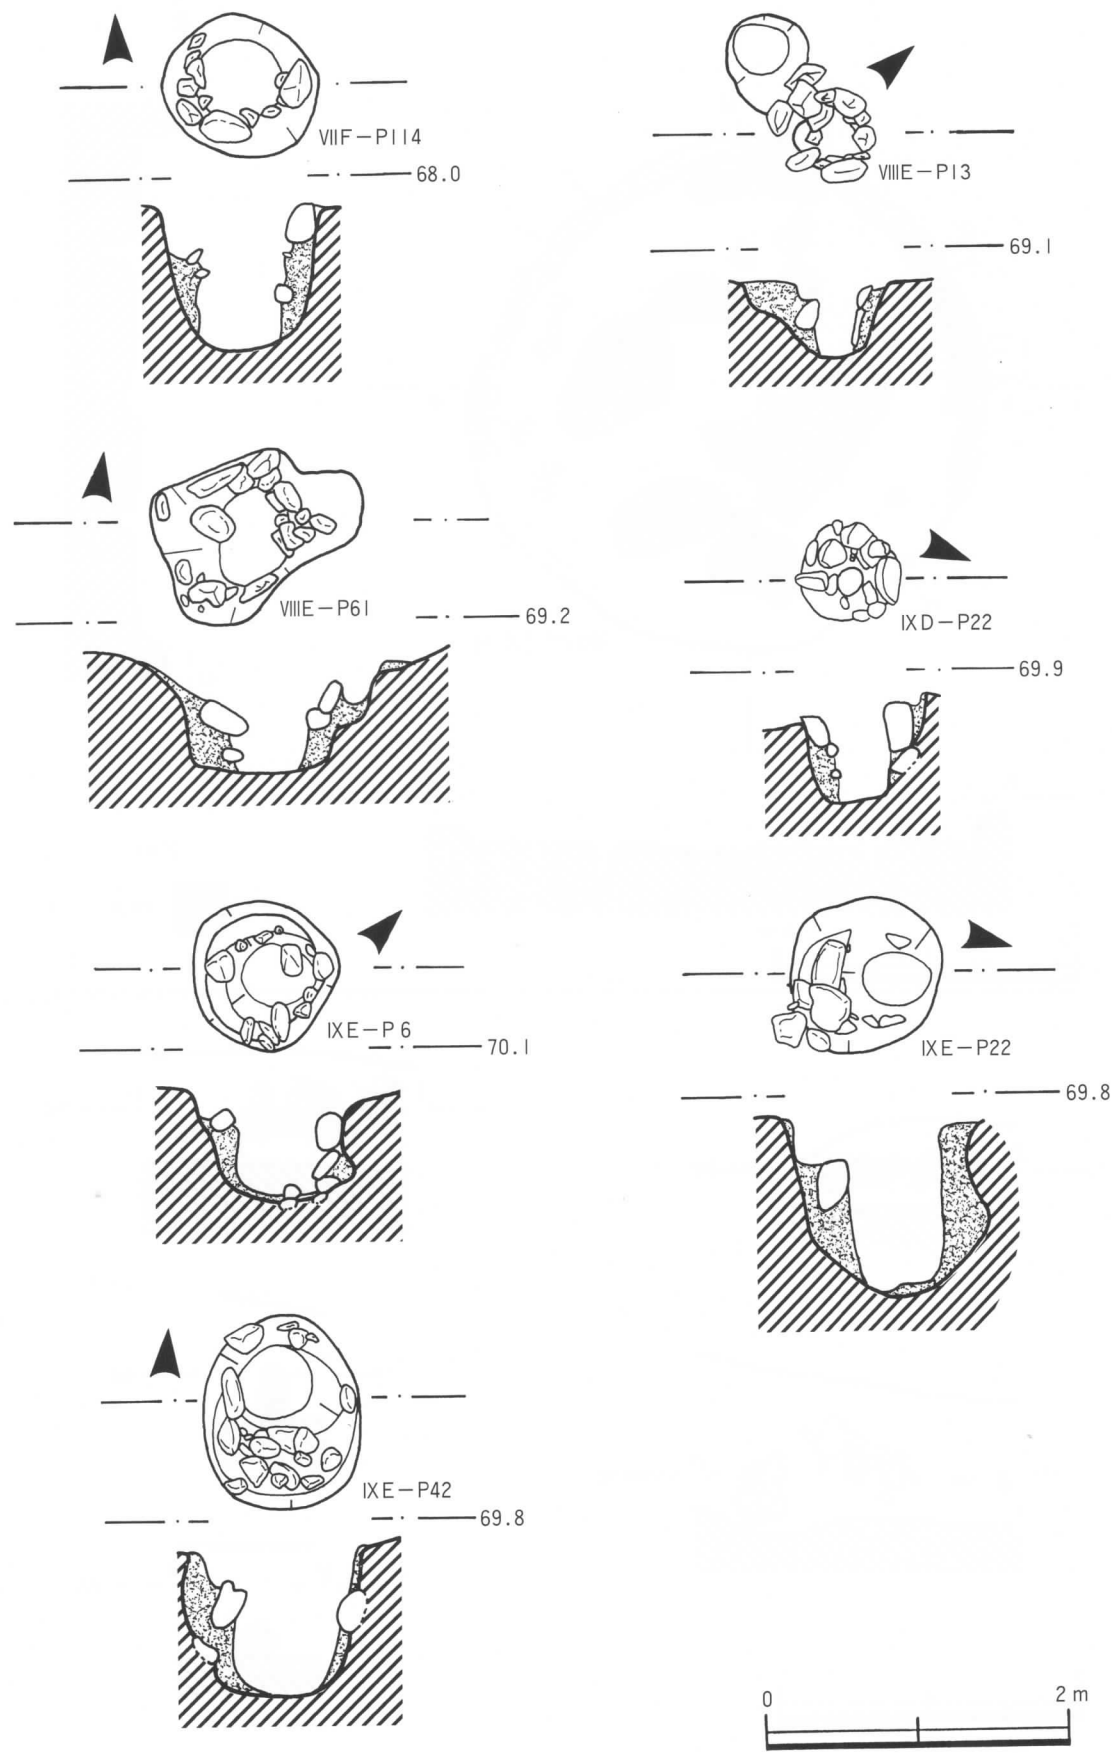 VIIF-P114
68.0
VIIIE-P13
69.1
VIIIE-P61
69.2
IXD-P22
69.9
IXE-P6
70.1
IXE-P22
69.8
IXE-P42
69.8
0 2 m